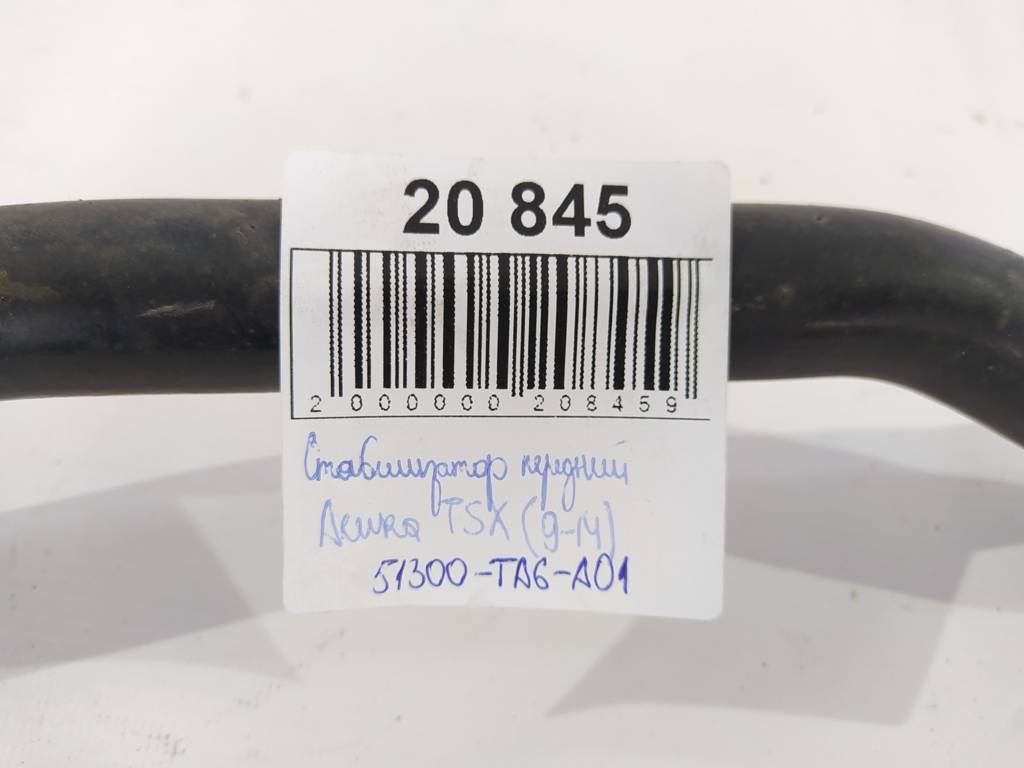 20 845
2 000000 208459
Стабилизатор передний
Acura TSX (9-14)
51300-TA6-A01